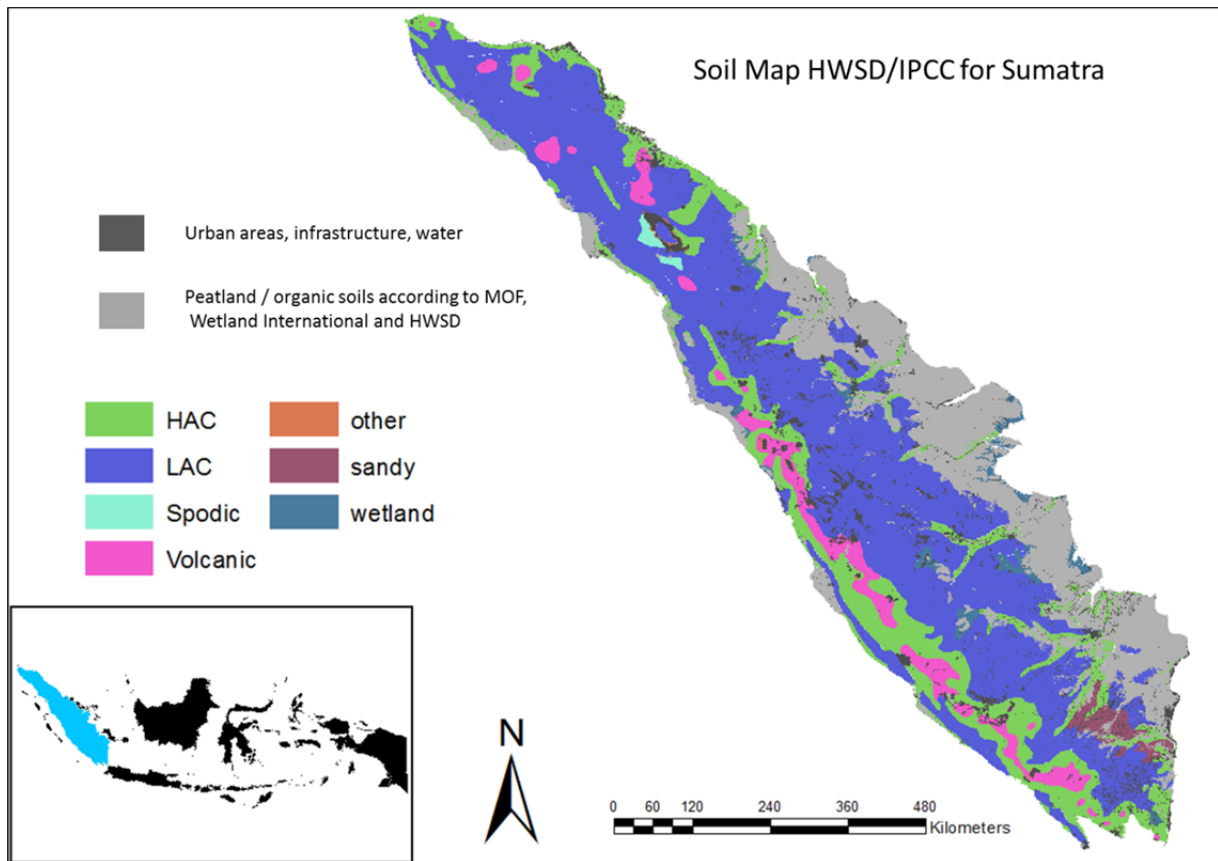 Soil Map HWSD/IPCC for Sumatra
Urban areas, infrastructure, water
Peatland / organic soils according to MOF,
Wetland International and HWSD
HAC
other
LAC
sandy
Spodic
wetland
Volcanic
N
0 60 120 240 360 480
Kilometers